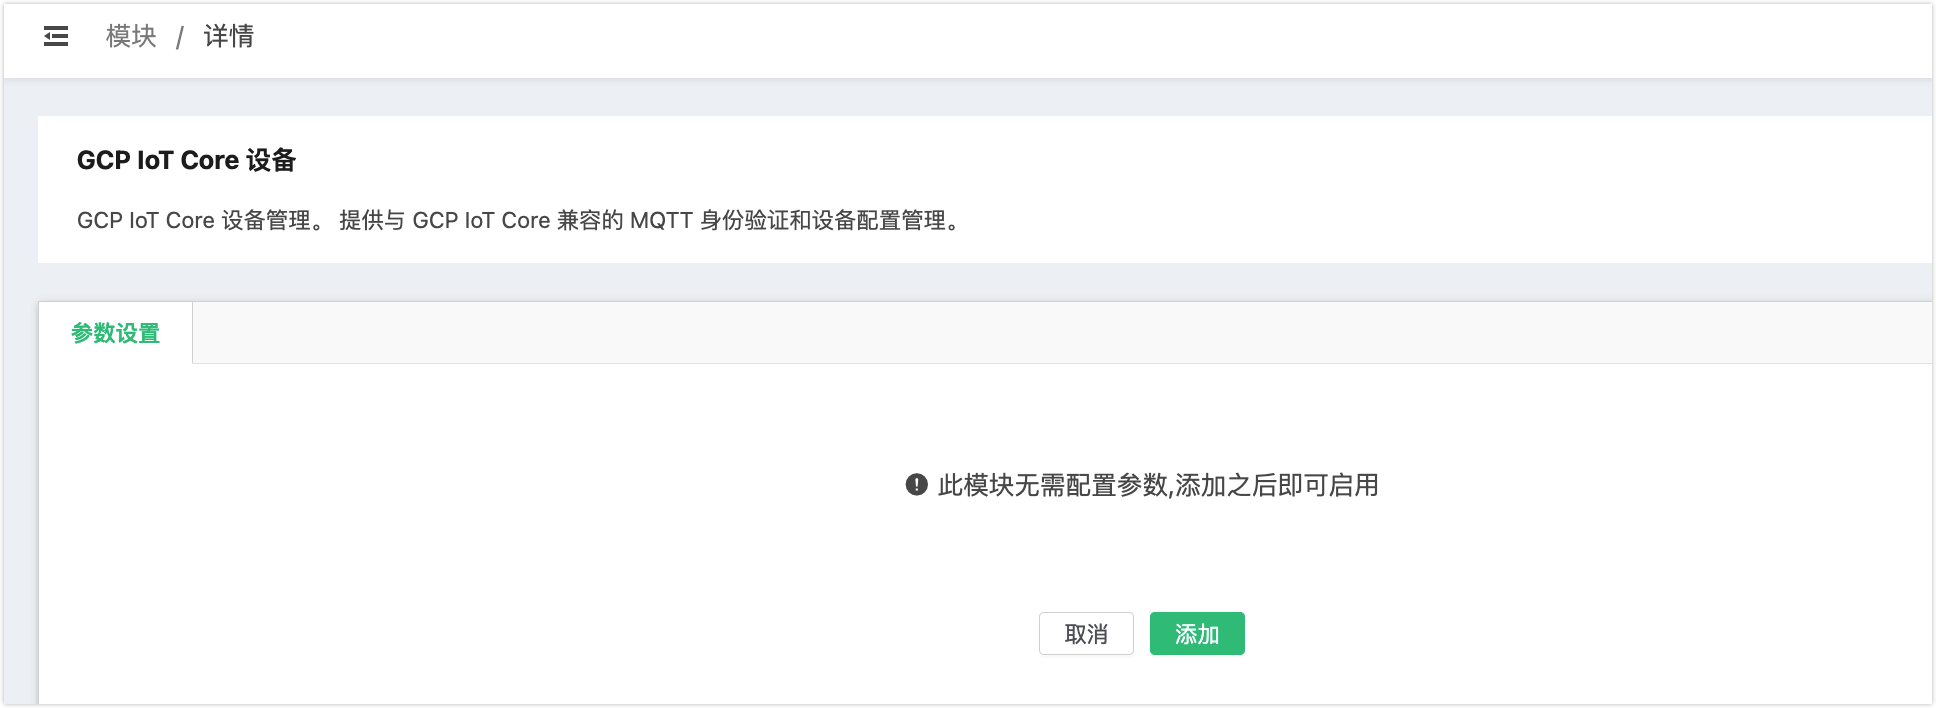 模块 / 详情
GCP IoT Core 设备
GCP IoT Core 设备管理。 提供与 GCP IoT Core 兼容的 MQTT 身份验证和设备配置管理。
参数设置
此模块无需配置参数,添加之后即可启用
取消 添加